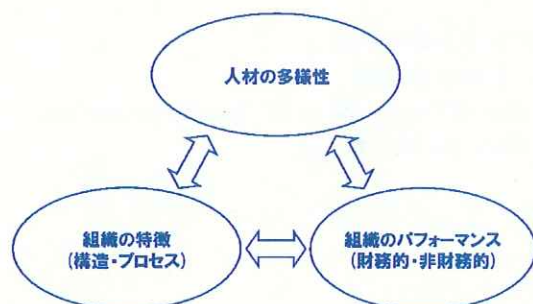 人材の多様性
組織の特徴
(構造・プロセス)
組織のパフォーマンス
(財務的・非財務的)